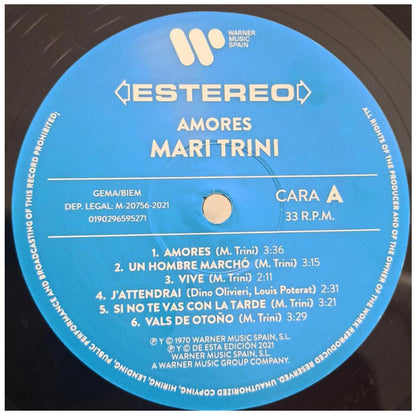 WARNER
MUSIC
SPAIN
ESTEREO
AMORES
MARI TRINI
GEMA/BIEM
DEP. LEGAL: M-20756-2021
0190296595271
CARA A
33 R.P.M.
1. AMORES (M. Trini) 3:36
2. UN HOMBRE MARCHÓ (M. Trini) 3:15
3. VIVE (M. Trini) 2:11
4. J'ATTENDRAI (Dino Olivieri, Louis Poterat) 2:31
5. SI NO TE VAS CON LA TARDE (M. Trini) 3:21
6. VALS DE OTOÑO (M. Trini) 3:29
Ⓟ Y © 1970 WARNER MUSIC SPAIN, S.L.
Ⓟ Y © DE ESTA EDICIÓN 2021
WARNER MUSIC SPAIN, S.L.
A WARNER MUSIC GROUP COMPANY.
ALL RIGHTS OF THE PRODUCER AND OF THE OWNER OF THE WORK REPRODUCED RESERVED. UNAUTHORIZED COPYING, HIRING, LENDING, PUBLIC PERFORMANCE AND BROADCASTING OF THIS RECORD PROHIBITED;